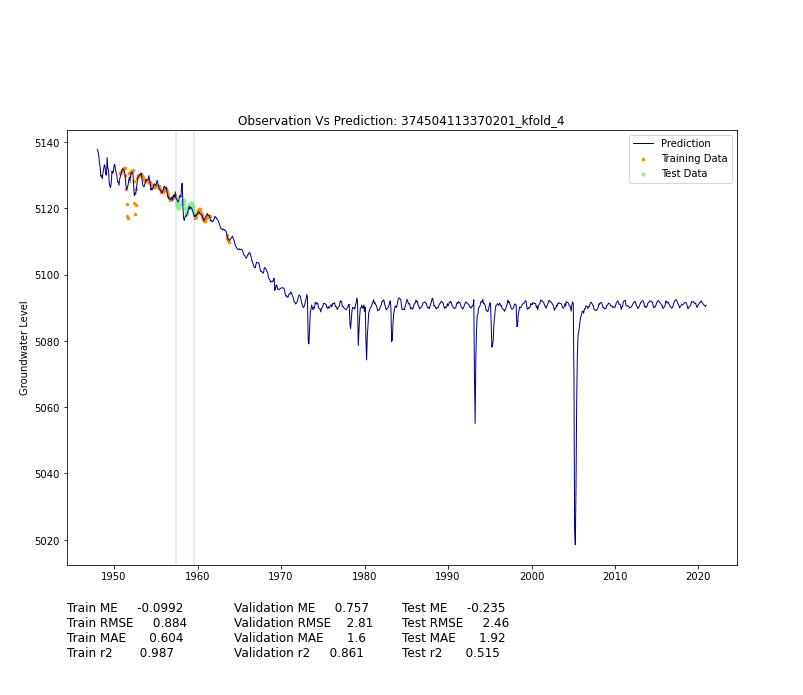 Observation Vs Prediction: 374504113370201_kfold_4
Prediction
Training Data
Test Data
Groundwater Level
5140
5120
5100
5080
5060
5040
5020
1950 1960 1970 1980 1990 2000 2010 2020
Train ME -0.0992 Validation ME 0.757 Test ME -0.235
Train RMSE 0.884 Validation RMSE 2.81 Test RMSE 2.46
Train MAE 0.604 Validation MAE 1.6 Test MAE 1.92
Train r2 0.987 Validation r2 0.861 Test r2 0.515